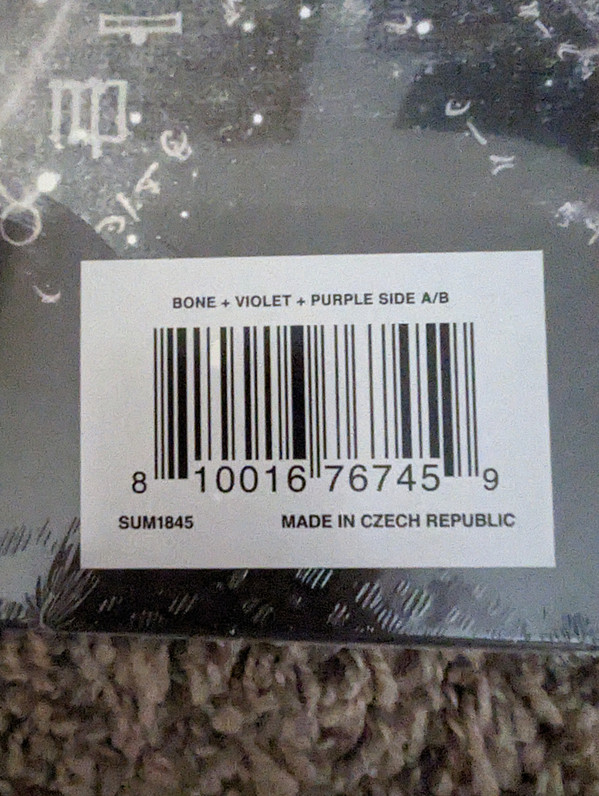 BONE + VIOLET + PURPLE SIDE A/B
8 10016 76745 9
SUM1845 MADE IN CZECH REPUBLIC